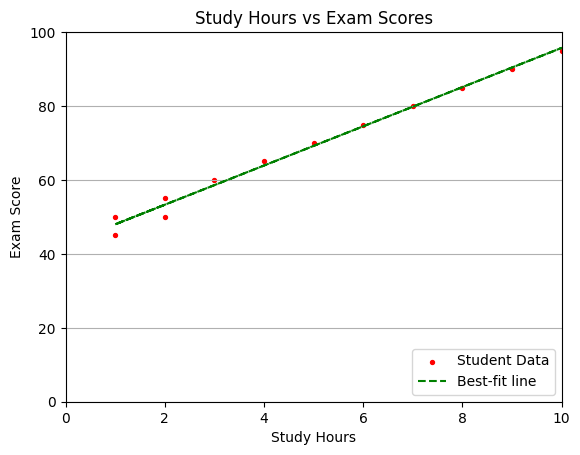 Study Hours vs Exam Scores
100
80
60
40
20
0
Exam Score
0 2 4 6 8 10
Study Hours
Student Data
Best-fit line